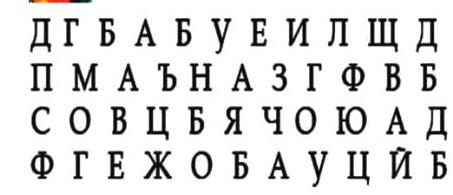 Д Г Б А Б У Е И Л Щ Д
П М А Ъ Н А З Г Ф В Б
С О В Ц Б Я Ч О Ю А Д
Ф Г Е Ж О Б А У Ц Й Б